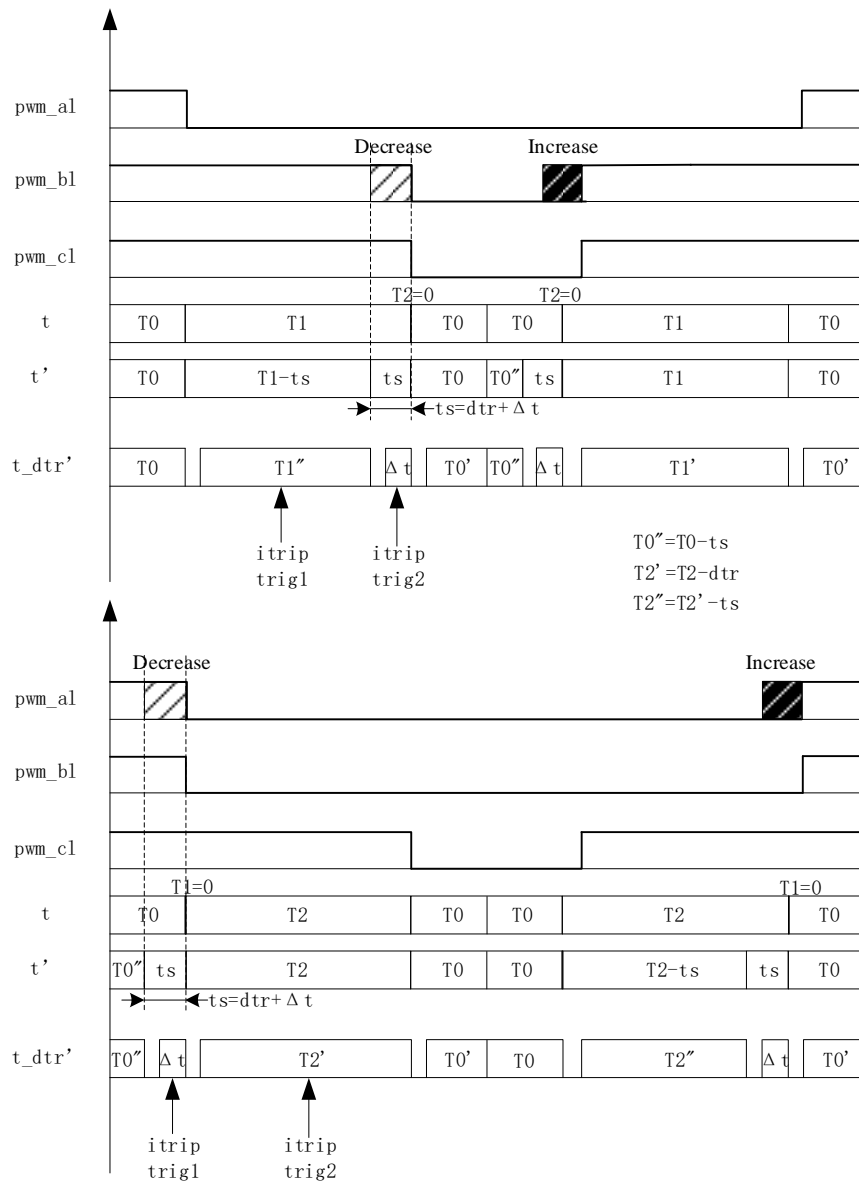 pwm_al
Decrease Increase
pwm_bl
pwm_cl
T2=0 T2=0
t T0 T1 T0 T0 T1 T0
t’ T0 T1-ts ts T0 T0″ ts T1 T0
ts=dtr+Δt
t_dtr’ T0 T1″ Δt T0' T0″ Δt T1' T0'
itrip itrip
trig1 trig2
T0″=T0-ts
T2'=T2-dtr
T2″=T2'-ts
Decrease Increase
pwm_al
pwm_bl
pwm_cl
T1=0 T1=0
t T0 T2 T0 T0 T2 T0
t’ T0″ ts T2 T0 T0 T2-ts ts T0
ts=dtr+Δt
t_dtr’ T0″ Δt T2' T0' T0 T2″ Δt T0'
itrip itrip
trig1 trig2